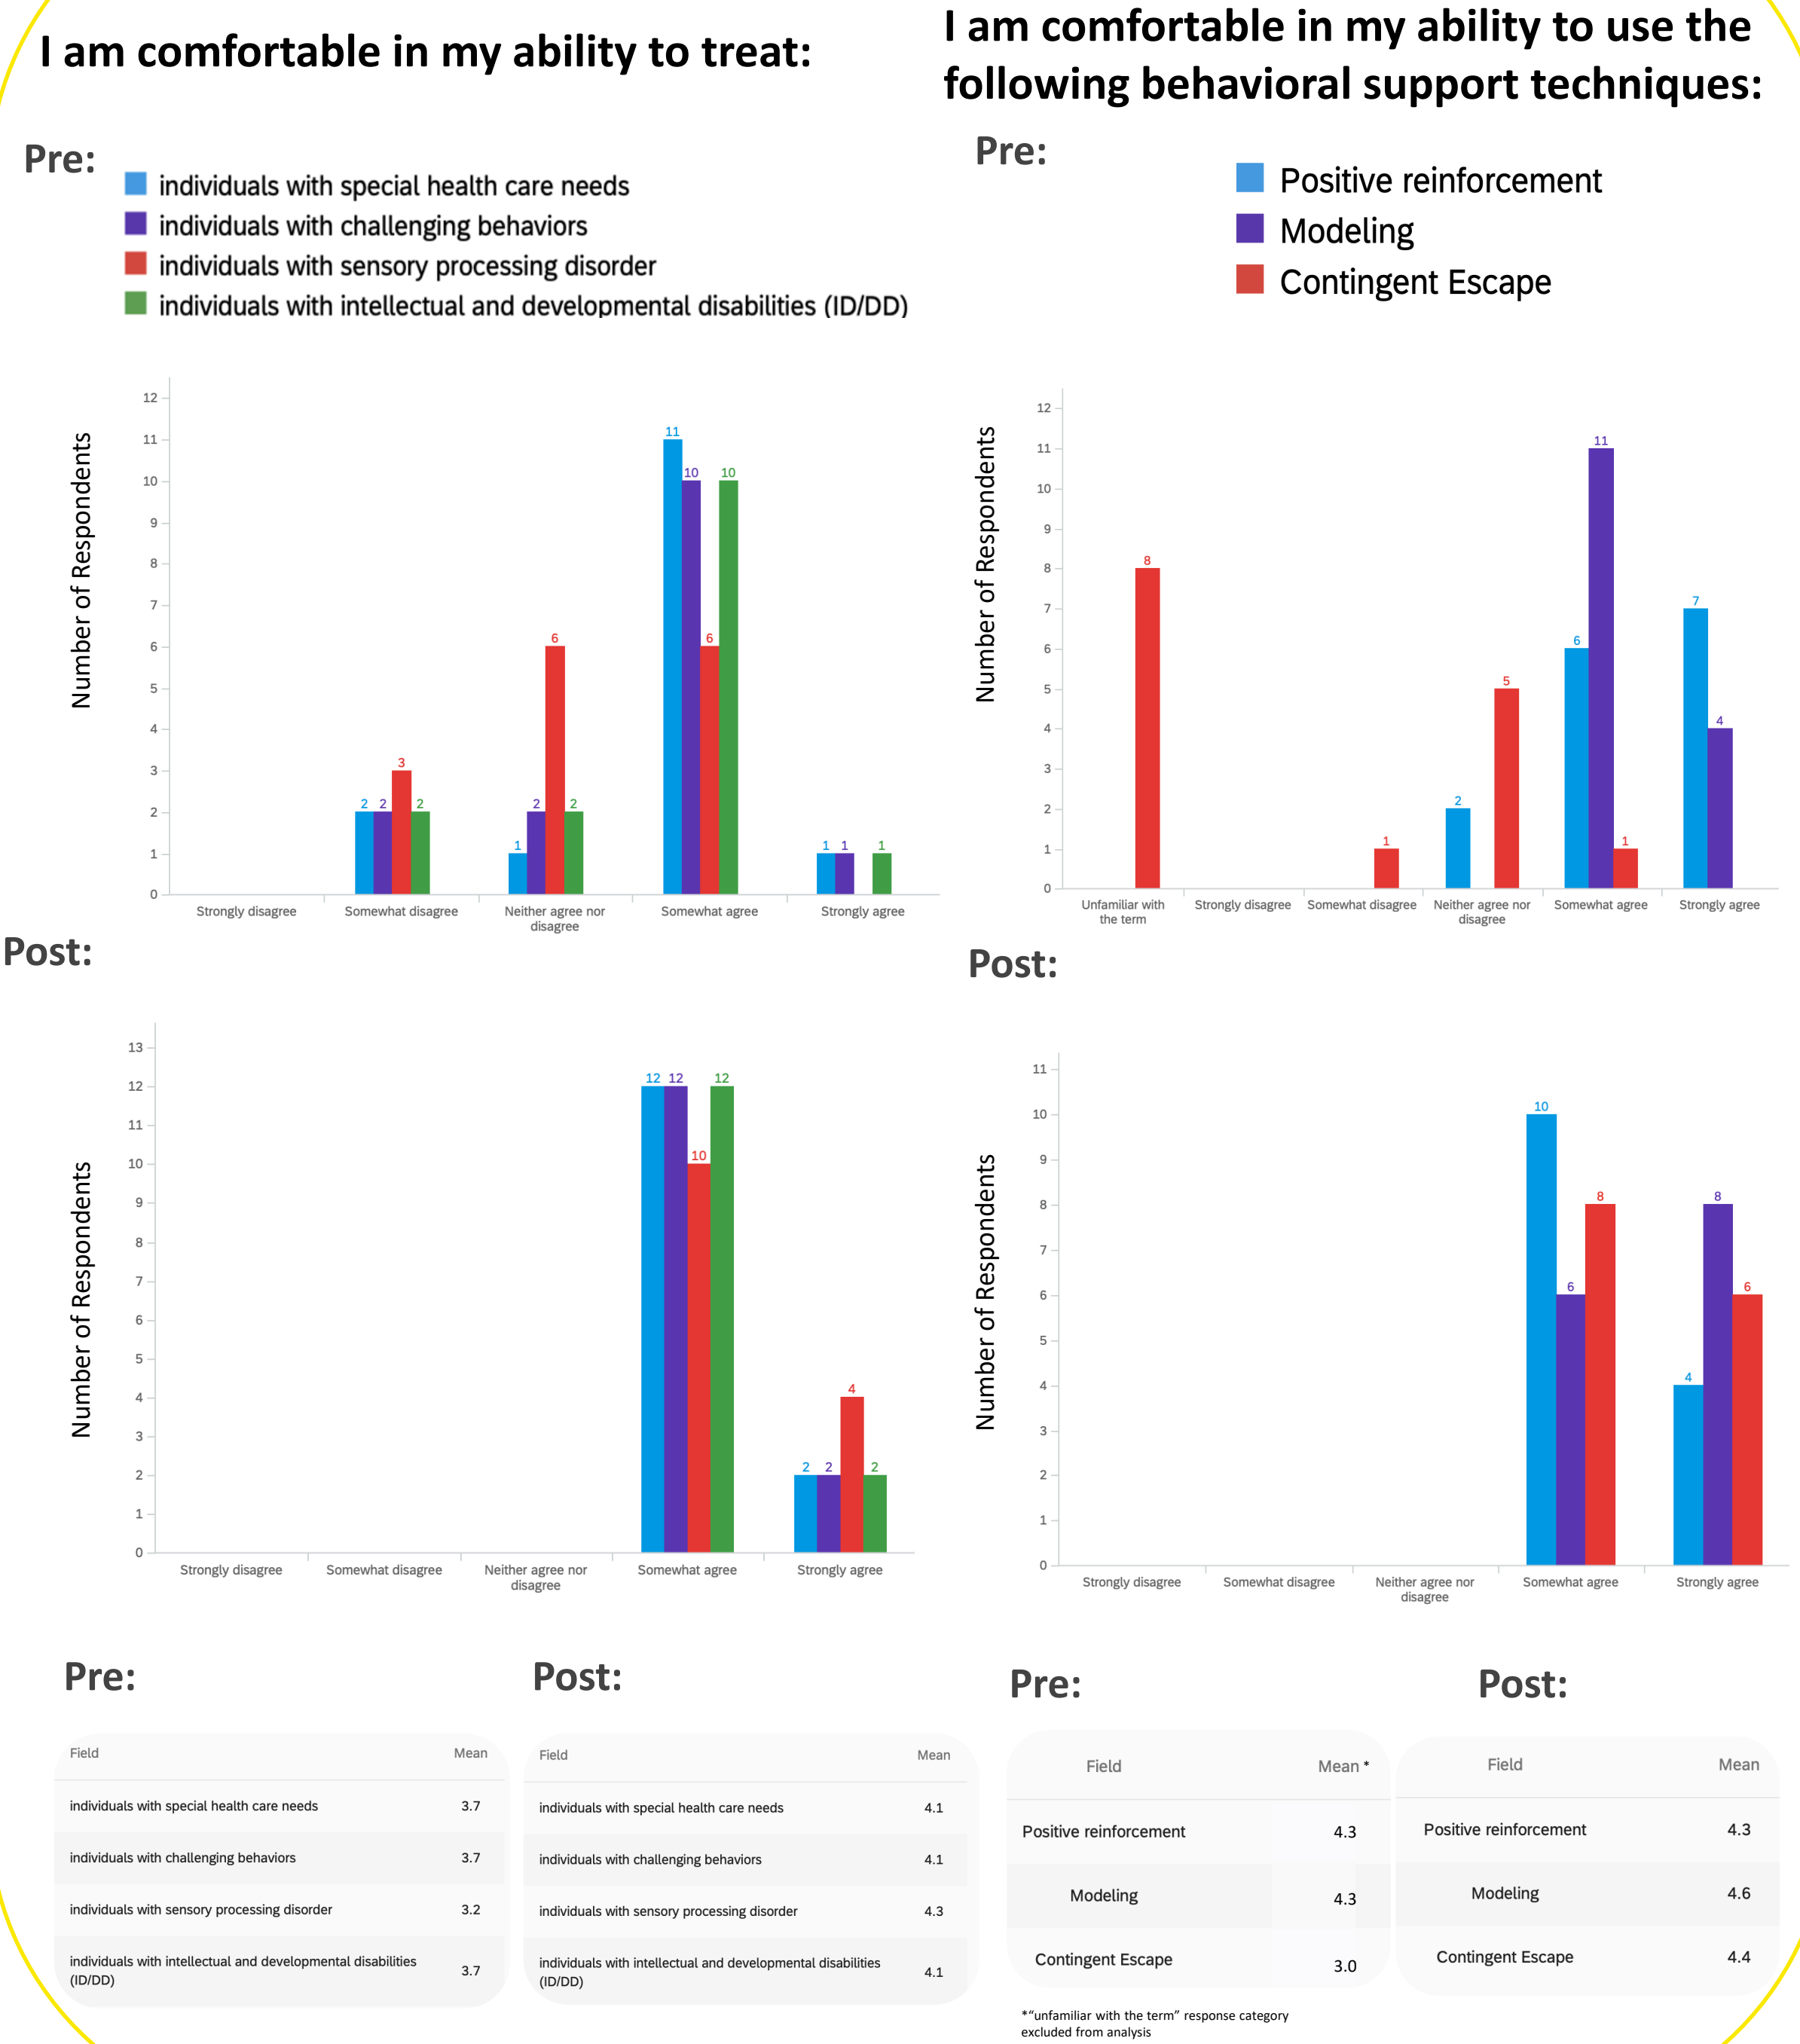 I am comfortable in my ability to treat:
Pre:
individuals with special health care needs
individuals with challenging behaviors
individuals with sensory processing disorder
individuals with intellectual and developmental disabilities (ID/DD)
Number of Respondents
12
11
10
9
8
7
6
5
4
3
2
1
0
2 2 3 2
1 2 6 2
11 10 6 10
1 1 1
Strongly disagree Somewhat disagree Neither agree nor Somewhat agree Strongly agree
disagree
Post:
Number of Respondents
13
12
11
10
9
8
7
6
5
4
3
2
1
0
12 12 10 12
2 2 4 2
Strongly disagree Somewhat disagree Neither agree nor Somewhat agree Strongly agree
disagree
Pre:
Field Mean
individuals with special health care needs 3.7
individuals with challenging behaviors 3.7
individuals with sensory processing disorder 3.2
individuals with intellectual and developmental disabilities
(ID/DD) 3.7
Post:
Field Mean
individuals with special health care needs 4.1
individuals with challenging behaviors 4.1
individuals with sensory processing disorder 4.3
individuals with intellectual and developmental disabilities
(ID/DD) 4.1
I am comfortable in my ability to use the
following behavioral support techniques:
Pre:
Positive reinforcement
Modeling
Contingent Escape
Number of Respondents
12
11
10
9
8
7
6
5
4
3
2
1
0
8
1
2 5
6 11 1
7 4
Unfamiliar with Strongly disagree Somewhat disagree Neither agree nor Somewhat agree Strongly agree
the term disagree
Post:
Number of Respondents
11
10
9
8
7
6
5
4
3
2
1
0
10 6 8
4 8 6
Strongly disagree Somewhat disagree Neither agree nor Somewhat agree Strongly agree
disagree
Pre:
Field Mean *
Positive reinforcement 4.3
Modeling 4.3
Contingent Escape 3.0
*“unfamiliar with the term” response category
excluded from analysis
Post:
Field Mean
Positive reinforcement 4.3
Modeling 4.6
Contingent Escape 4.4